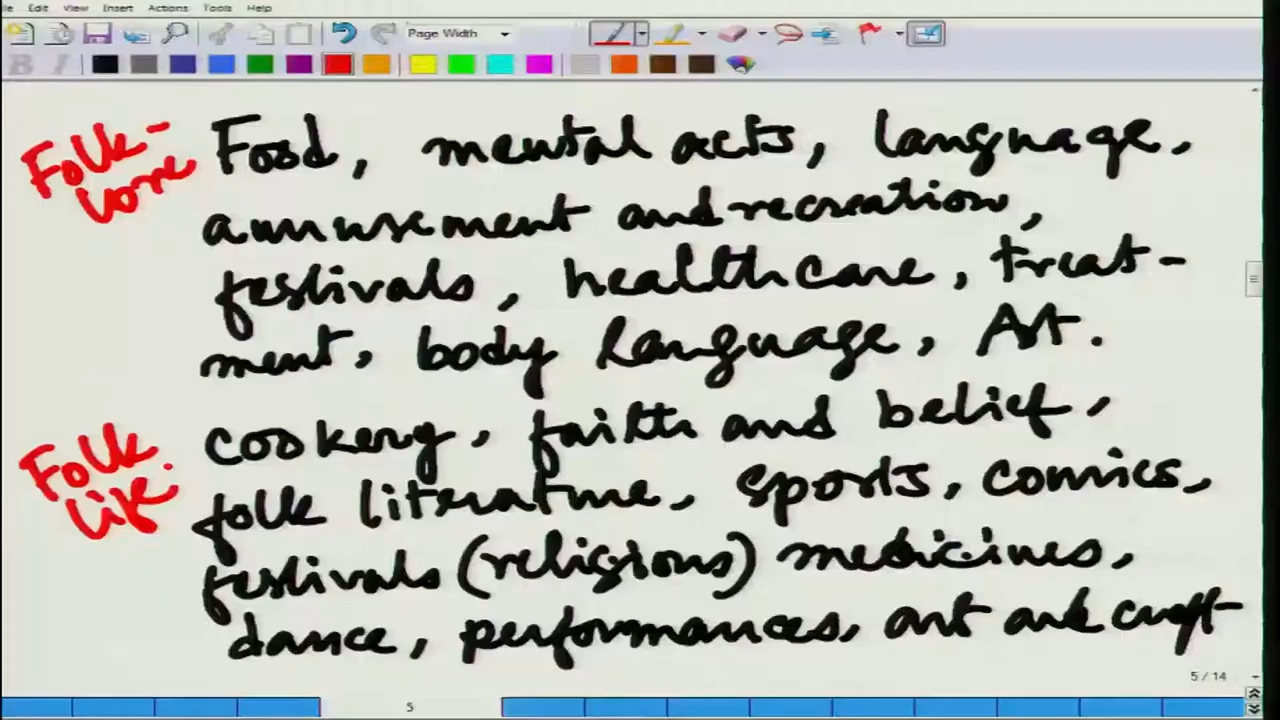 Edit View Insert Actions Tools Help
Page Width
Folk-
lore
Food, mental acts, language,
amusement and recreation,
festivals, healthcare, treat-
ment, body language, Art.
Folk
life
cookery, faith and belief,
folk literature, sports, comics,
festivals (religious) medicines,
dance, performances, art and craft
5 / 14
5